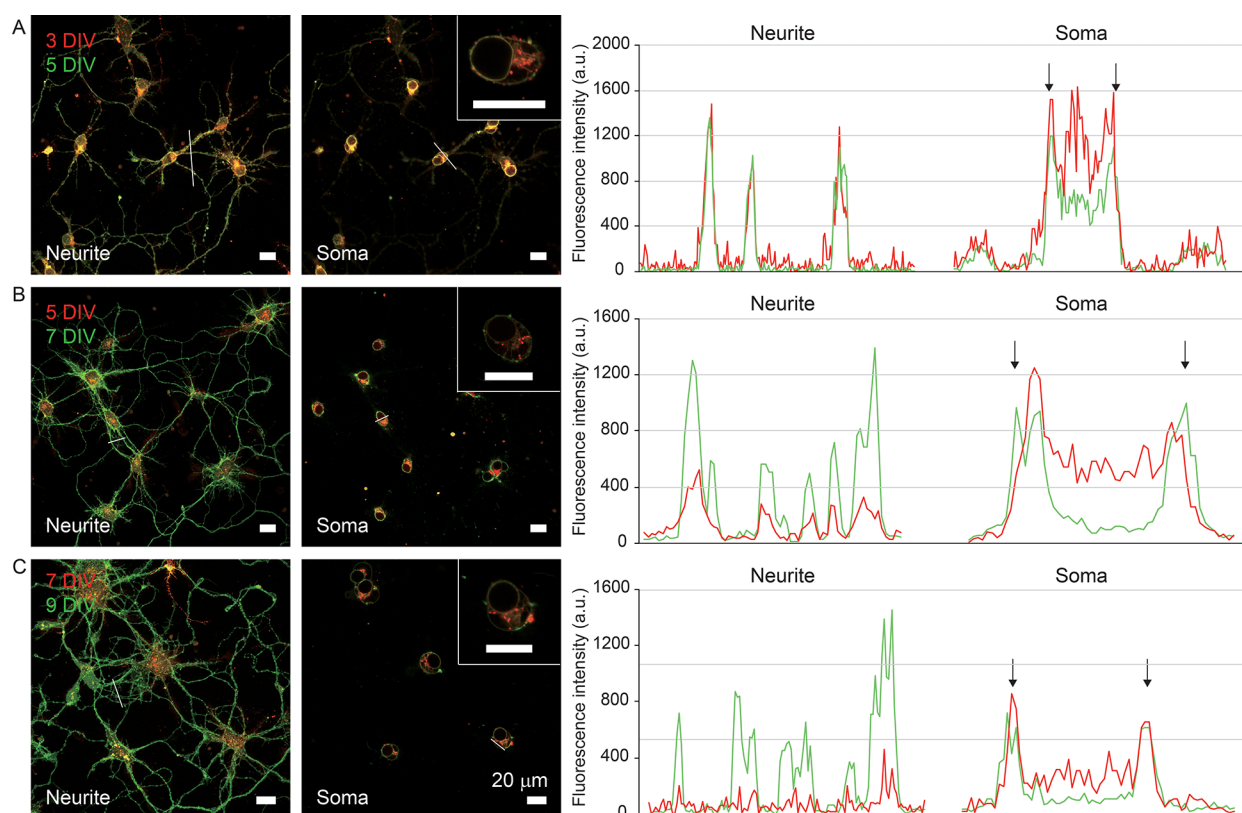 A
3 DIV
5 DIV
Neurite
Soma
Neurite
Soma
Fluorescence intensity (a.u.)
2000
1600
1200
800
400
0
B
5 DIV
7 DIV
Neurite
Soma
Neurite
Soma
Fluorescence intensity (a.u.)
1600
1200
800
400
0
C
7 DIV
9 DIV
Neurite
Soma
20 μm
Neurite
Soma
Fluorescence intensity (a.u.)
1600
1200
800
400
0